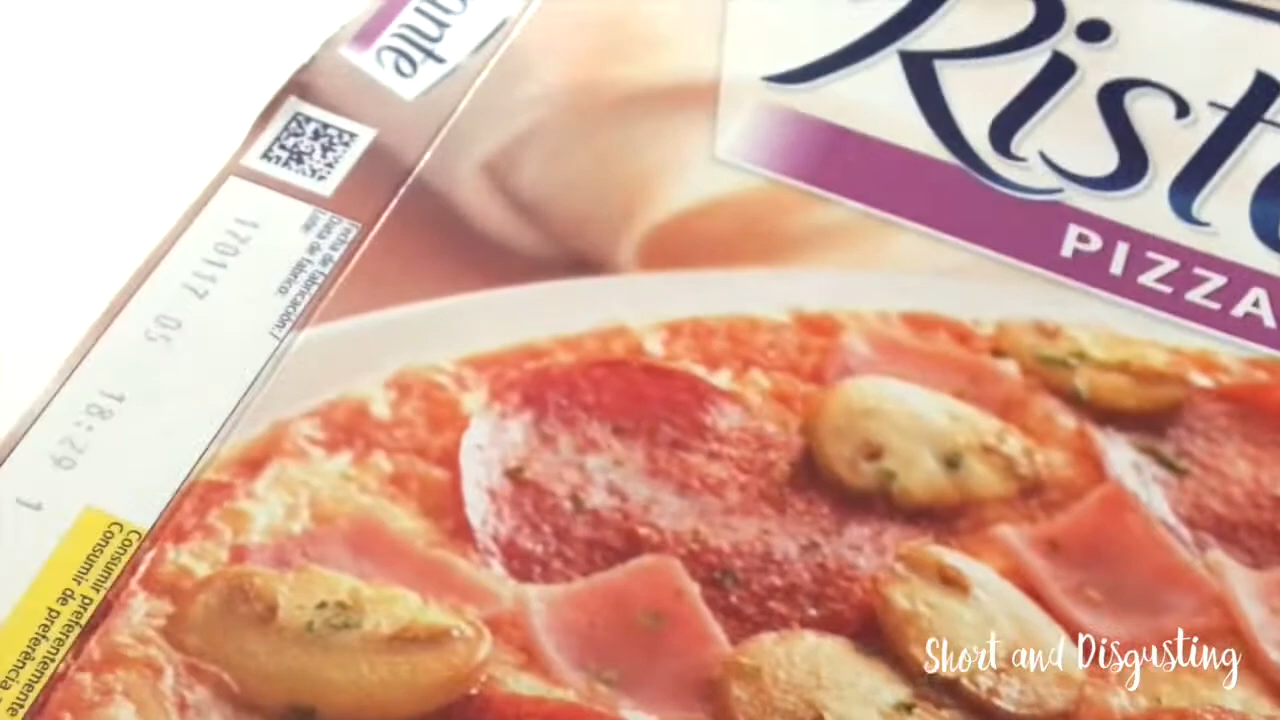 ante
Risto
PIZZA
Fecha de fabricación /
Data de fabrico:
Lote:
170117 05 18:29 1
Consumir preferentemente
Consumir de preferência
Short and Disgusting